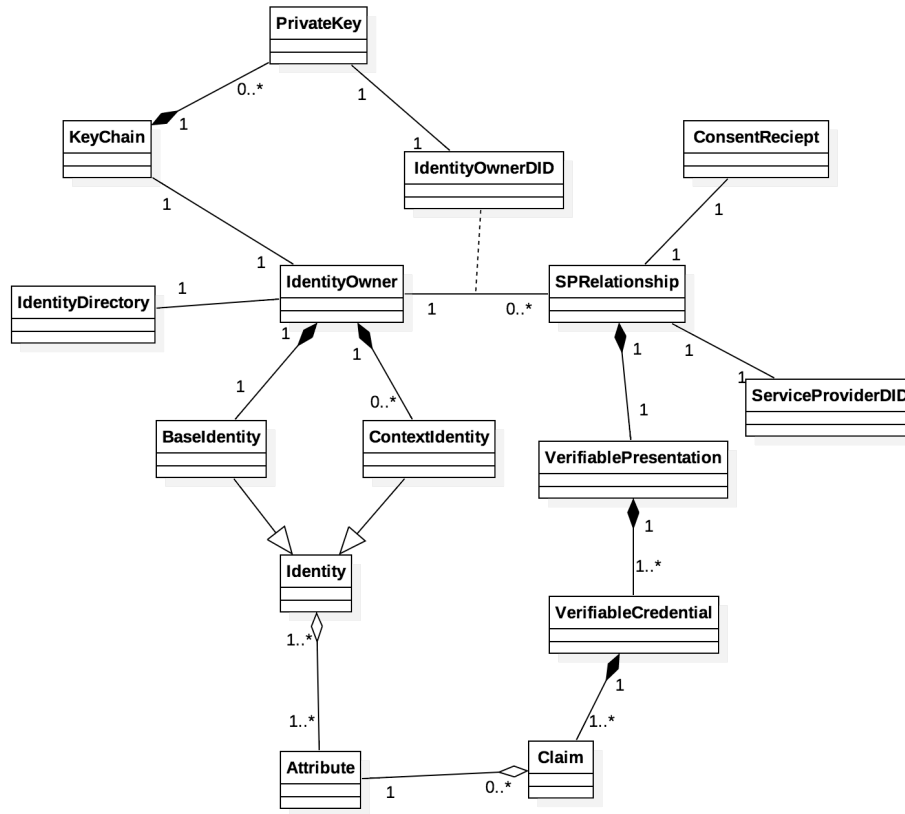 PrivateKey
0..*
1
1
KeyChain
1
IdentityOwnerDID
ConsentReciept
1
1
1
1
IdentityOwner
SPRelationship
IdentityDirectory
1
1
0..*
1
1
1
1
1
1
0..*
1
ServiceProviderDID
BaseIdentity
ContextIdentity
VerifiablePresentation
1
1..*
Identity
VerifiableCredential
1..*
1
1..*
1..*
Attribute
Claim
1
0..*